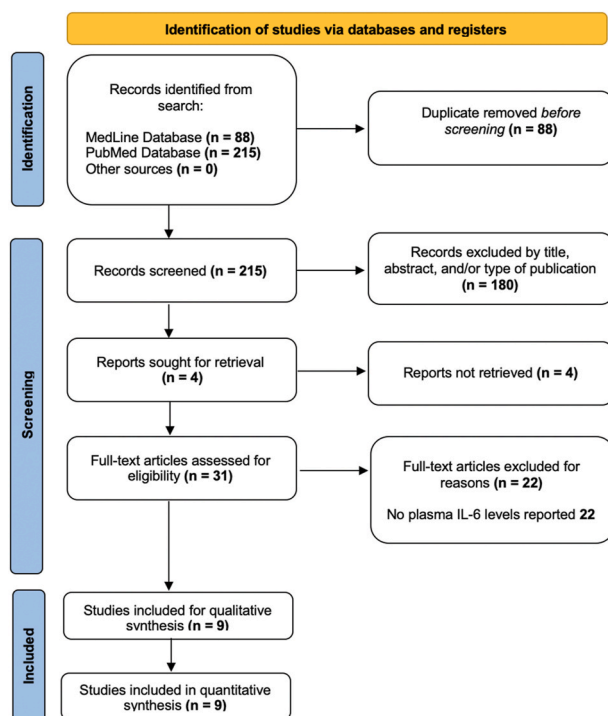 Identification of studies via databases and registers
Identification
Records identified from
search:
MedLine Database (n = 88)
PubMed Database (n = 215)
Other sources (n = 0)
Duplicate removed before
screening (n = 88)
Screening
Records screened (n = 215)
Records excluded by title,
abstract, and/or type of publication
(n = 180)
Reports sought for retrieval
(n = 4)
Reports not retrieved (n = 4)
Full-text articles assessed for
eligibility (n = 31)
Full-text articles excluded for
reasons (n = 22)
No plasma IL-6 levels reported 22
Included
Studies included for qualitative
synthesis (n = 9)
Studies included in quantitative
synthesis (n = 9)